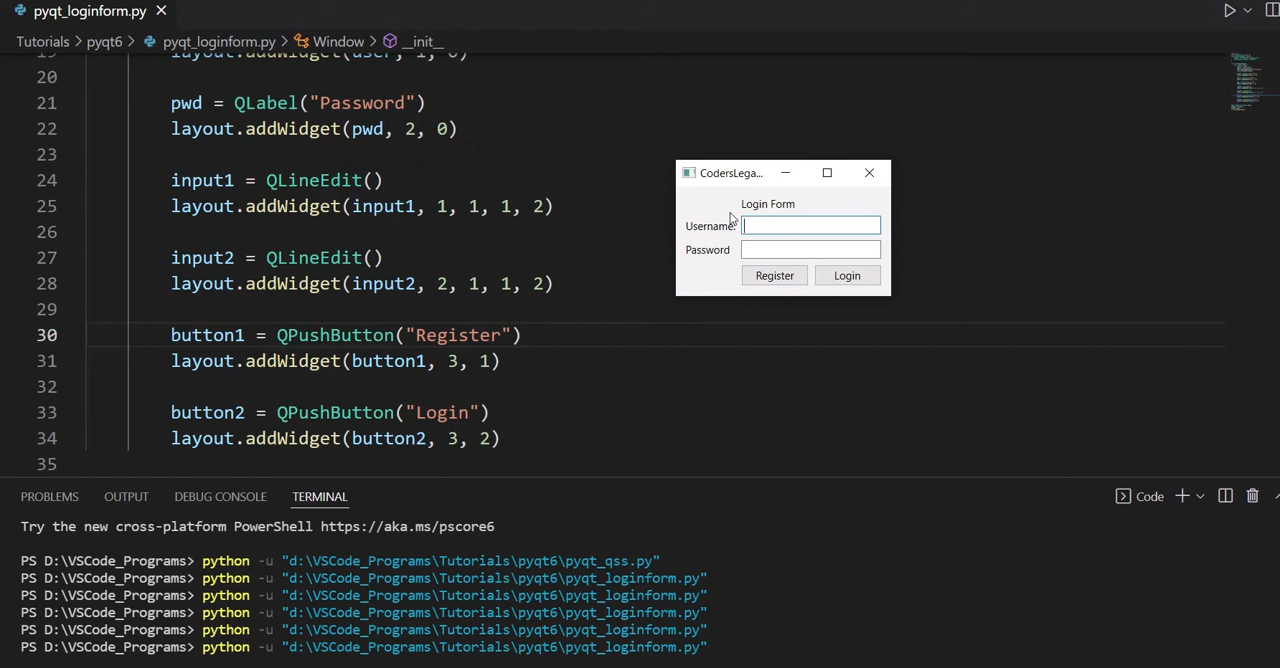 pyqt_loginform.py
Tutorials > pyqt6 > pyqt_loginform.py > Window > __init__
layout.addWidget(user, 1, 0)
20
21 pwd = QLabel("Password")
22 layout.addWidget(pwd, 2, 0)
23
24 input1 = QLineEdit()
25 layout.addWidget(input1, 1, 1, 1, 2)
26
27 input2 = QLineEdit()
28 layout.addWidget(input2, 2, 1, 1, 2)
29
30 button1 = QPushButton("Register")
31 layout.addWidget(button1, 3, 1)
32
33 button2 = QPushButton("Login")
34 layout.addWidget(button2, 3, 2)
35
CodersLega...
Login Form
Username:
Password
Register Login
PROBLEMS OUTPUT DEBUG CONSOLE TERMINAL Code
Try the new cross-platform PowerShell https://aka.ms/pscore6
PS D:\VSCode_Programs> python -u "d:\VSCode_Programs\Tutorials\pyqt6\pyqt_qss.py"
PS D:\VSCode_Programs> python -u "d:\VSCode_Programs\Tutorials\pyqt6\pyqt_loginform.py"
PS D:\VSCode_Programs> python -u "d:\VSCode_Programs\Tutorials\pyqt6\pyqt_loginform.py"
PS D:\VSCode_Programs> python -u "d:\VSCode_Programs\Tutorials\pyqt6\pyqt_loginform.py"
PS D:\VSCode_Programs> python -u "d:\VSCode_Programs\Tutorials\pyqt6\pyqt_loginform.py"
PS D:\VSCode_Programs> python -u "d:\VSCode_Programs\Tutorials\pyqt6\pyqt_loginform.py"